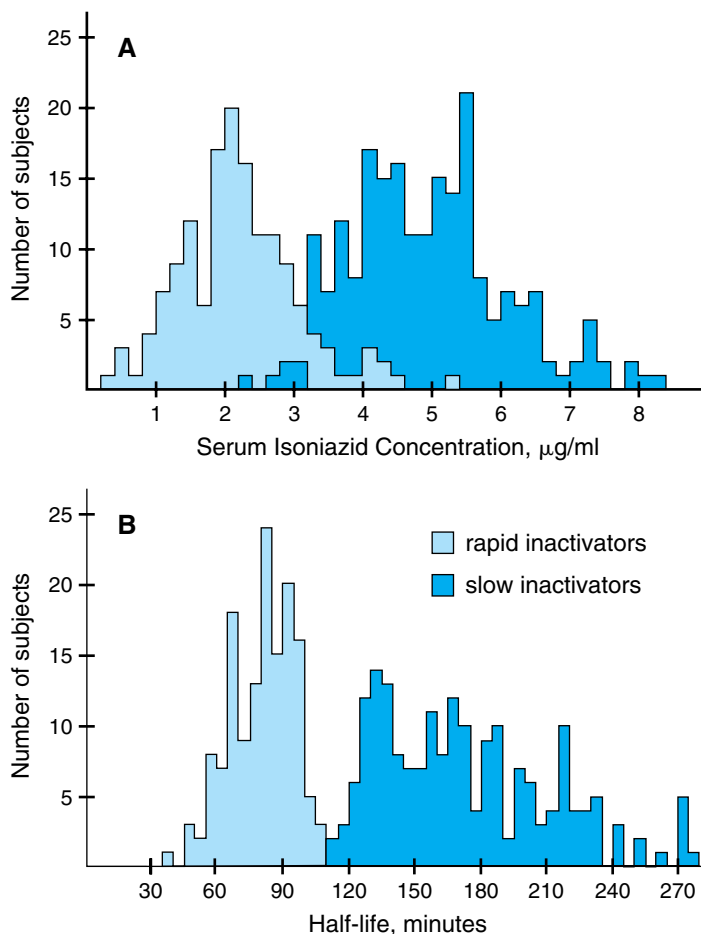 A
25
20
15
10
5
Number of subjects
1 2 3 4 5 6 7 8
Serum Isoniazid Concentration, μg/ml
B
25
20
15
10
5
Number of subjects
rapid inactivators
slow inactivators
30 60 90 120 150 180 210 240 270
Half-life, minutes